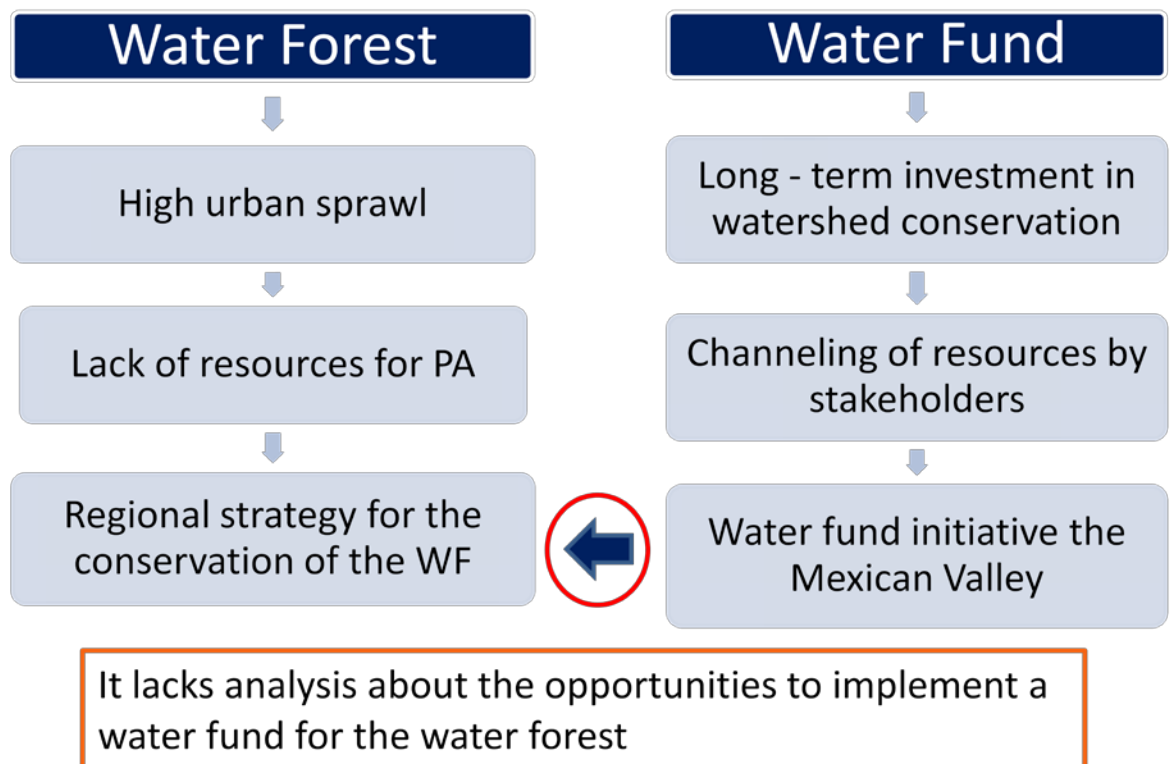 Water Forest
High urban sprawl
Lack of resources for PA
Regional strategy for the
conservation of the WF
Water Fund
Long - term investment in
watershed conservation
Channeling of resources by
stakeholders
Water fund initiative the
Mexican Valley
It lacks analysis about the opportunities to implement a
water fund for the water forest